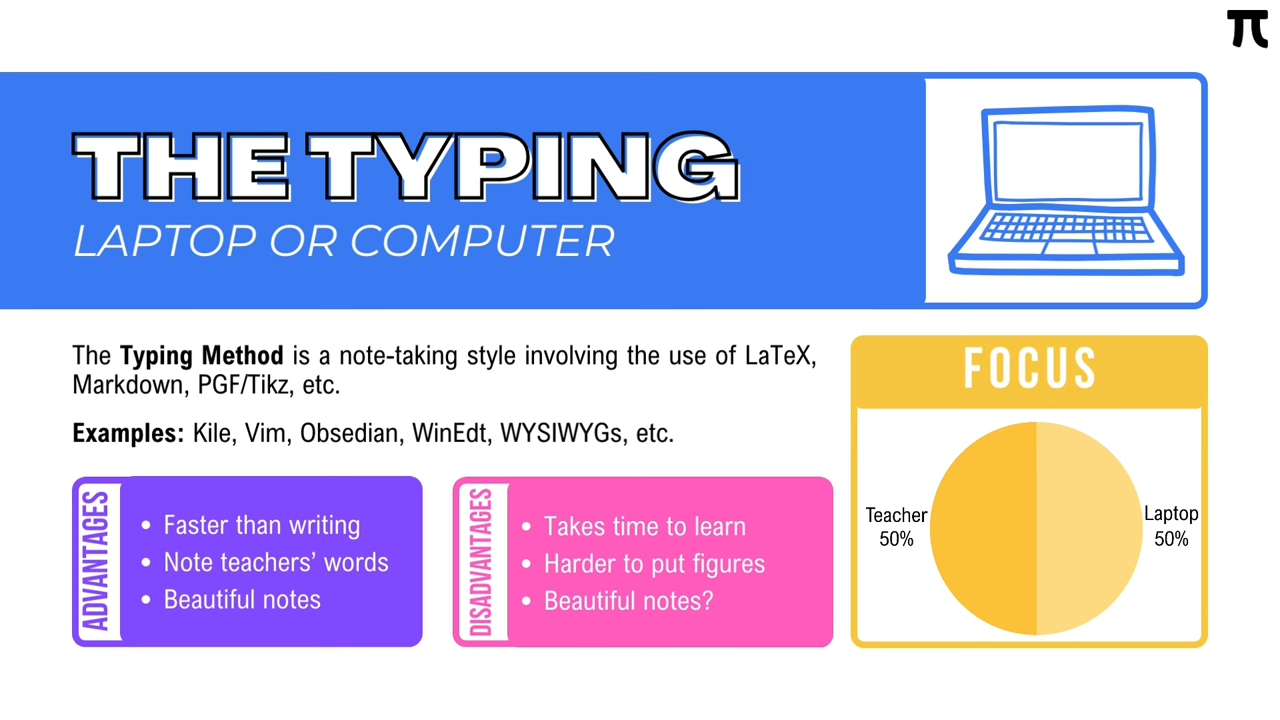 π
THE TYPING
LAPTOP OR COMPUTER
The Typing Method is a note-taking style involving the use of LaTeX,
Markdown, PGF/Tikz, etc.
Examples: Kile, Vim, Obsedian, WinEdt, WYSIWYGs, etc.
ADVANTAGES
• Faster than writing
• Note teachers’ words
• Beautiful notes
DISADVANTAGES
• Takes time to learn
• Harder to put figures
• Beautiful notes?
FOCUS
Teacher
50%
Laptop
50%